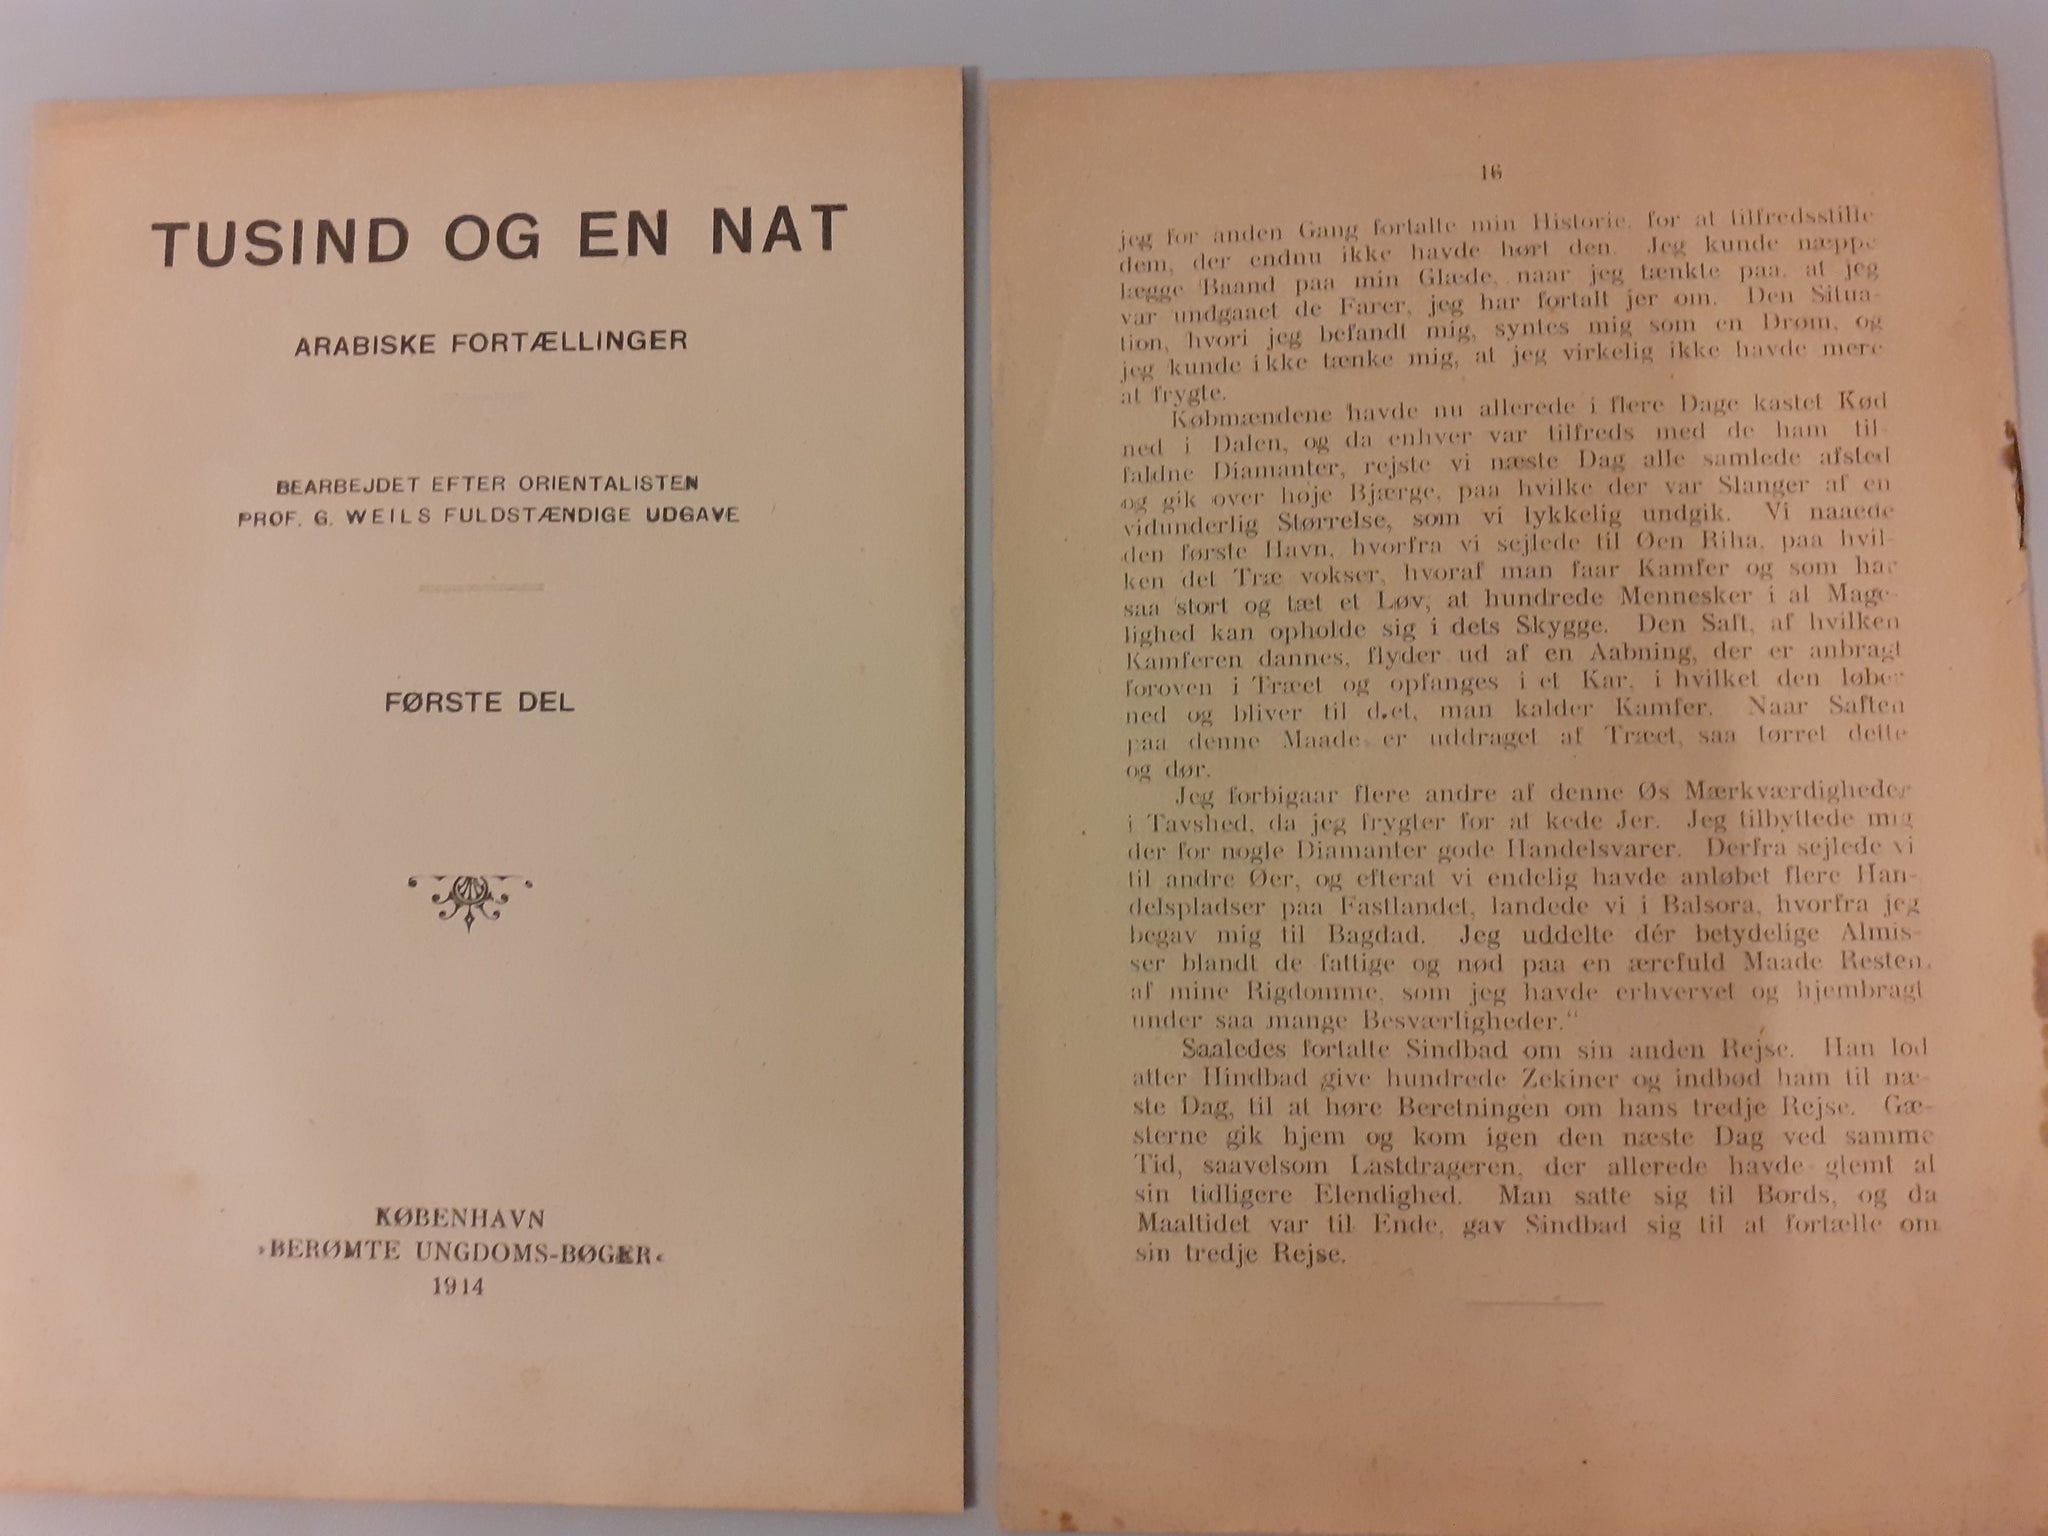 TUSIND OG EN NAT
ARABISKE FORTÆLLINGER
BEARBEJDET EFTER ORIENTALISTEN
PROF. G. WEILS FULDSTÆNDIGE UDGAVE
FØRSTE DEL
KØBENHAVN
»BERØMTE UNGDOMS-BØGER«
1914
16
jeg for anden Gang fortalte min Historie, for at tilfredsstille
dem, der endnu ikke havde hørt den. Jeg kunde næppe
lægge Baand paa min Glæde, naar jeg tænkte paa, at jeg
var undgaaet de Farer, jeg har fortalt jer om. Den Situa-
tion, hvori jeg befandt mig, syntes mig som en Drøm, og
jeg kunde ikke tænke mig, at jeg virkelig ikke havde mere
at frygte.
Købmændene havde nu allerede i flere Dage kastet Kød
ned i Dalen, og da enhver var tilfreds med de ham til-
faldne Diamanter, rejste vi næste Dag alle samlede afsted
og gik over høje Bjærge, paa hvilke der var Slanger af en
vidunderlig Størrelse, som vi lykkelig undgik. Vi naaede
den første Havn, hvorfra vi sejlede til Øen Riha, paa hvil-
ken det Træ vokser, hvoraf man faar Kamfer og som har
saa stort og tæt et Løv, at hundrede Mennesker i al Mage-
lighed kan opholde sig i dets Skygge. Den Saft, af hvilken
Kamferen dannes, flyder ud af en Aabning, der er anbragt
foroven i Træet og opfanges i et Kar, i hvilket den løber
ned og bliver til det, man kalder Kamfer. Naar Saften
paa denne Maade er uddraget af Træet, saa tørret dette
og dør.
Jeg forbigaar flere andre af denne Øs Mærkværdigheder
i Tavshed, da jeg frygter for at kede Jer. Jeg tilbyttede mig
der for nogle Diamanter gode Handelsvarer. Derfra sejlede vi
til andre Øer, og efterat vi endelig havde anløbet flere Han-
delspladser paa Fastlandet, landede vi i Balsora, hvorfra jeg
begav mig til Bagdad. Jeg uddelte dér betydelige Almis-
ser blandt de fattige og nød paa en ærefuld Maade Resten
af mine Rigdomme, som jeg havde erhvervet og hjembragt
under saa mange Besværligheder.“
Saaledes fortalte Sindbad om sin anden Rejse. Han lod
atter Hindbad give hundrede Zekiner og indbød ham til næ-
ste Dag, til at høre Beretningen om hans tredje Rejse. Gæ-
sterne gik hjem og kom igen den næste Dag ved samme
Tid, saavelsom Lastdrageren, der allerede havde glemt al
sin tidligere Elendighed. Man satte sig til Bords, og da
Maaltidet var til Ende, gav Sindbad sig til at fortælle om
sin tredje Rejse.